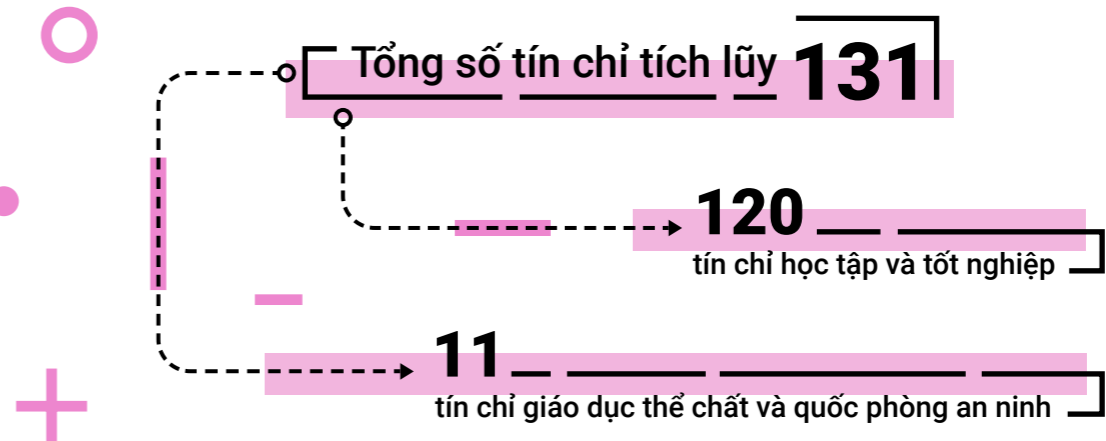 Tổng số tín chỉ tích lũy 131
120
tín chỉ học tập và tốt nghiệp
11
tín chỉ giáo dục thể chất và quốc phòng an ninh